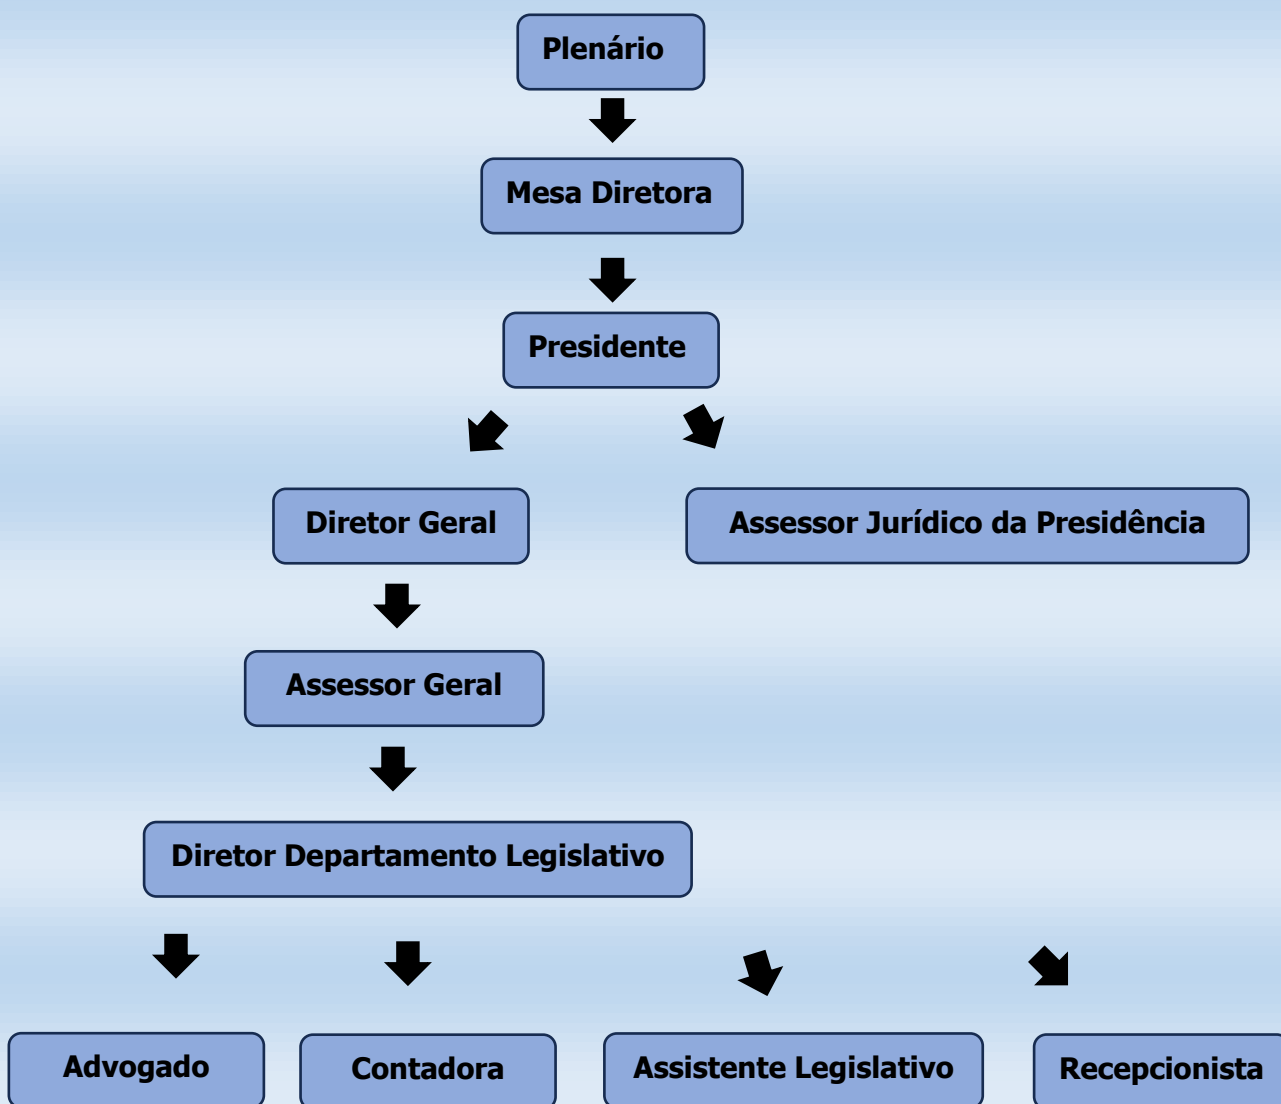 Plenário
Mesa Diretora
Presidente
Diretor Geral
Assessor Jurídico da Presidência
Assessor Geral
Diretor Departamento Legislativo
Advogado
Contadora
Assistente Legislativo
Recepcionista